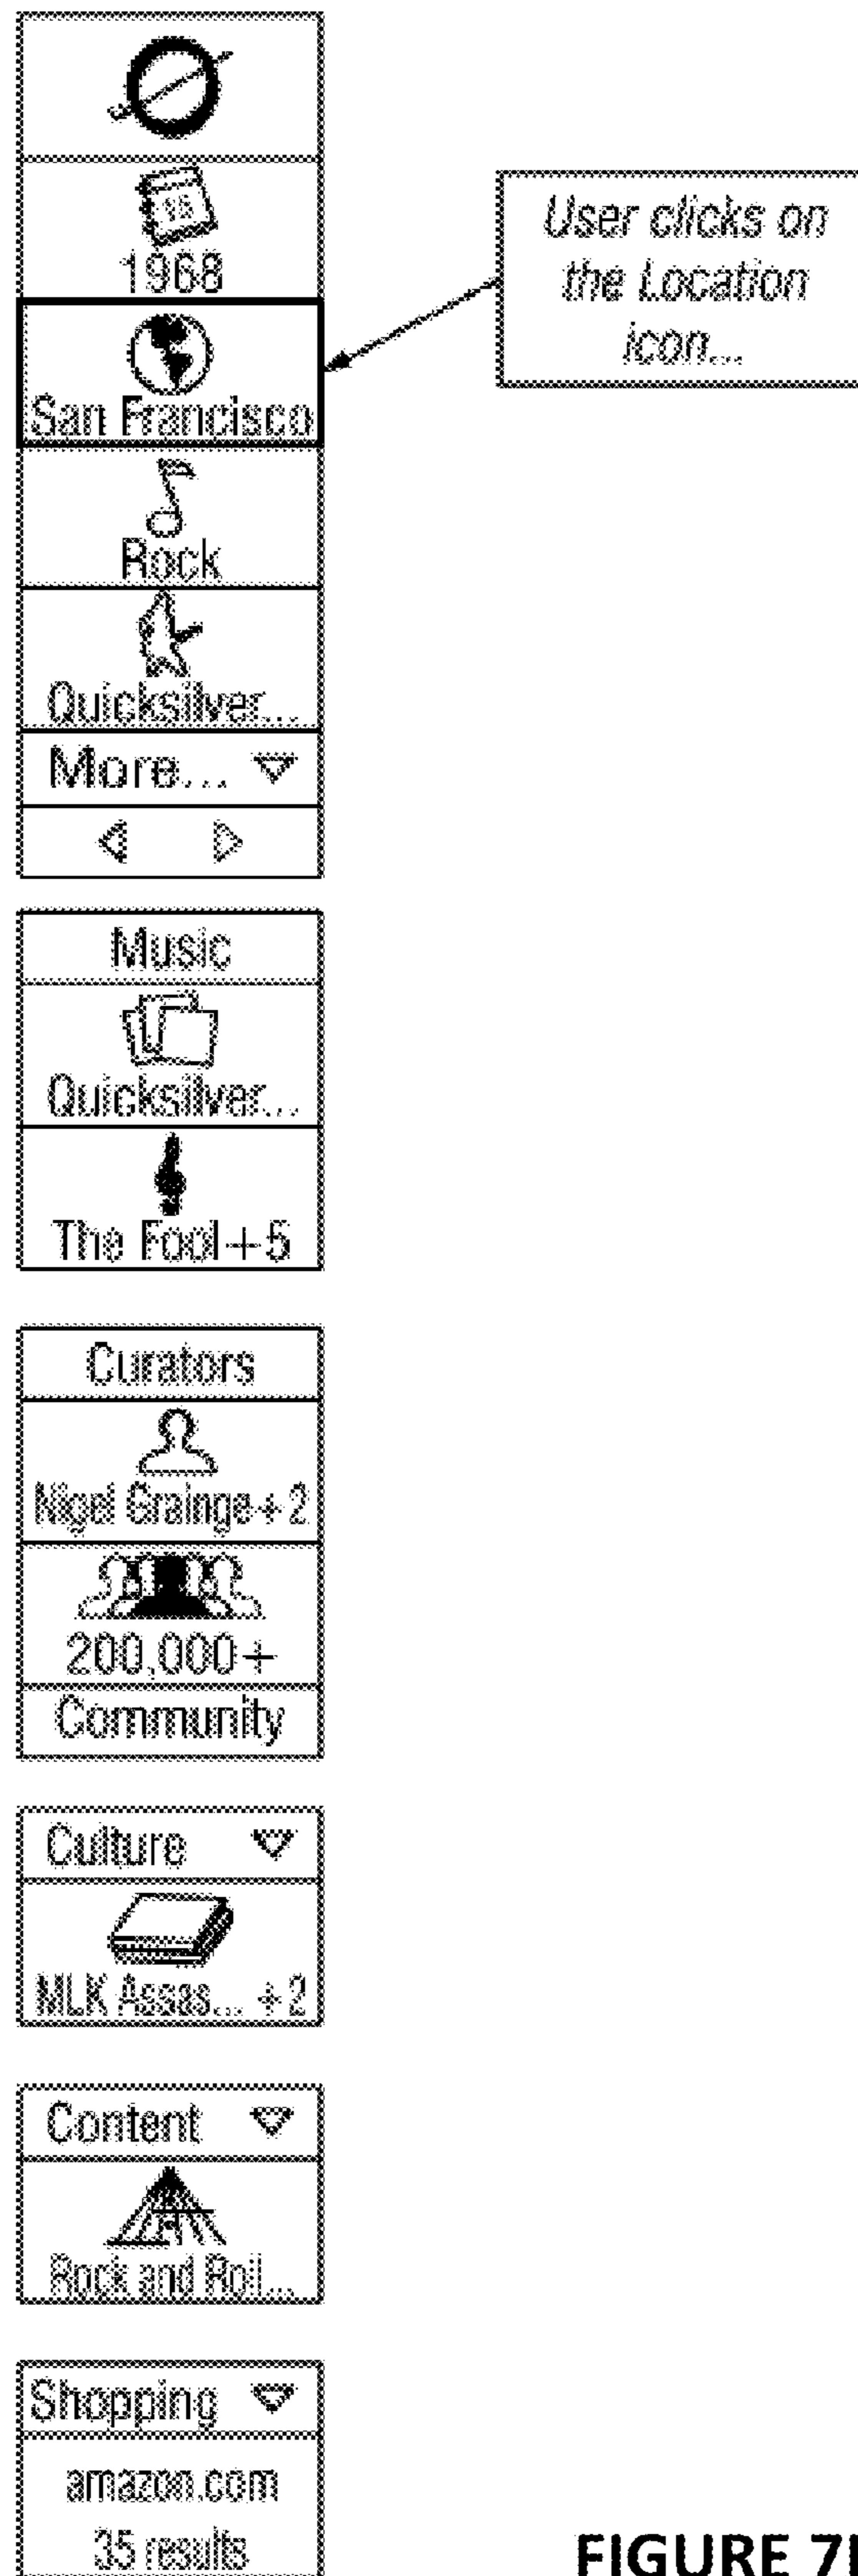 15
1968
User clicks on
the Location
icon...
San Francisco
Rock
Quicksilver...
More...
Music
Quicksilver...
The Fool+5
Curators
Nigel Grainge+2
200,000+
Community
Culture
MLK Assas... +2
Content
Rock and Roll...
Shopping
amazon.com
35 results
FIGURE